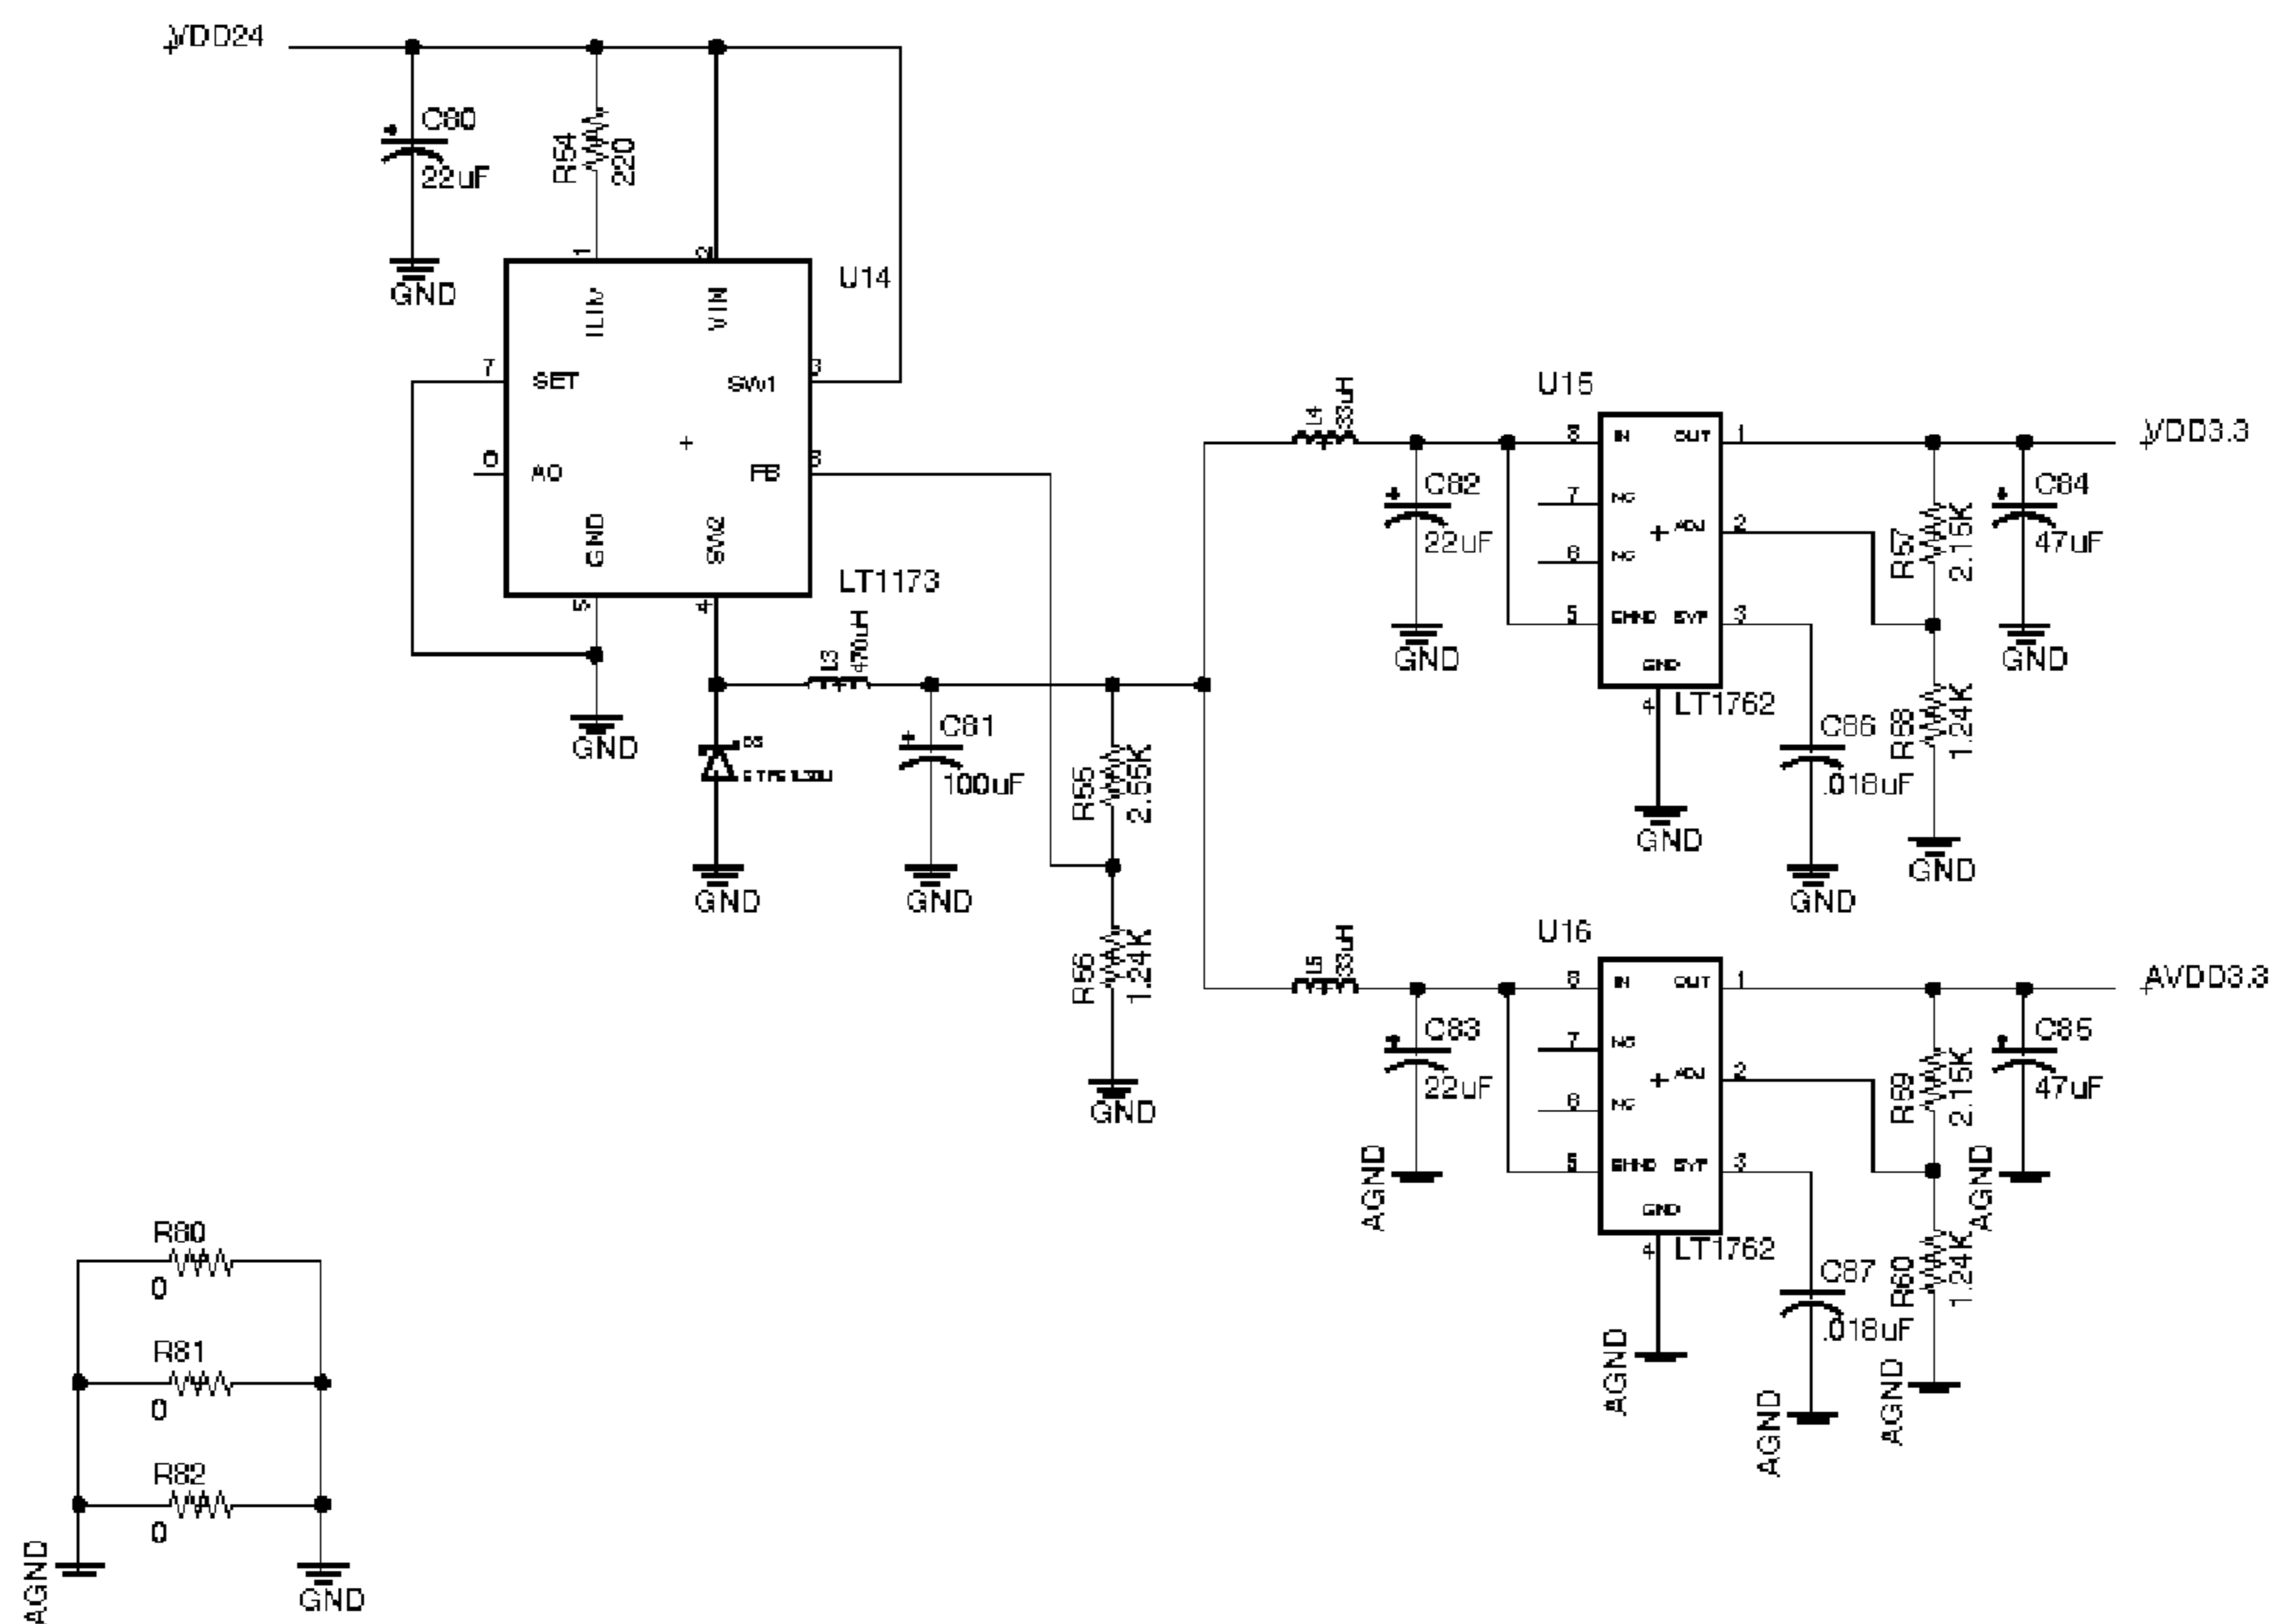 VDD24
C80
22uF
GND
R54
220
1
U14
ILIM
VIN
7
SET
SW1
3
AO
FB
GND
SW2
5
4
LT1173
GND
L3
470uH
GND
C81
100uF
GND
R55
2.55K
R56
1.24K
GND
L4
33uH
C82
22uF
GND
U15
8
IN
OUT
1
7
NC
ADJ
2
6
NC
5
SHND
BYP
3
GND
4
LT1762
GND
C86
.018uF
GND
R57
2.15K
1.24K
GND
C84
47uF
GND
VDD3.3
L5
33uH
C83
22uF
AGND
U16
8
IN
OUT
1
7
NC
ADJ
2
6
NC
5
SHND
BYP
3
GND
4
LT1762
AGND
C87
.018uF
AGND
R59
2.15K
R60
1.24K
AGND
C85
47uF
AGND
AVDD3.3
R80
0
R81
0
R82
0
AGND
GND